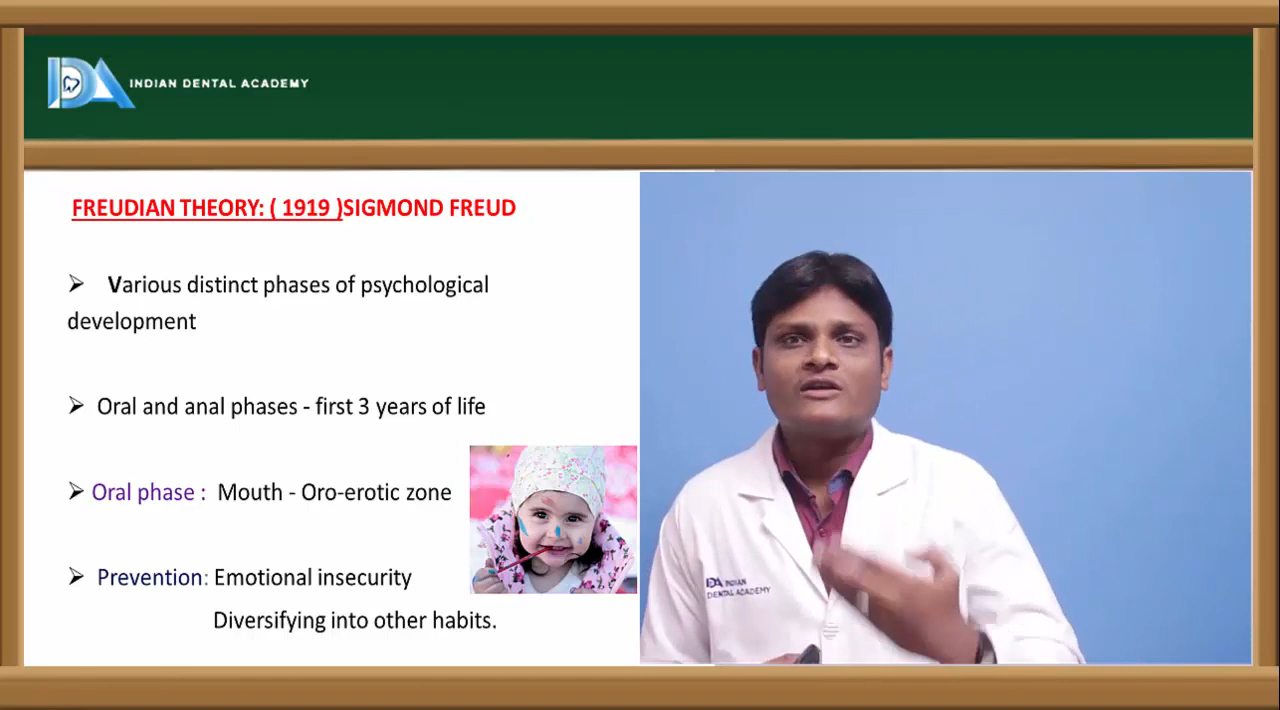 IDA INDIAN DENTAL ACADEMY
FREUDIAN THEORY: ( 1919 )SIGMOND FREUD
➢ Various distinct phases of psychological
development
➢ Oral and anal phases - first 3 years of life
➢ Oral phase : Mouth - Oro-erotic zone
➢ Prevention: Emotional insecurity
Diversifying into other habits.
IDA INDIAN
DENTAL ACADEMY